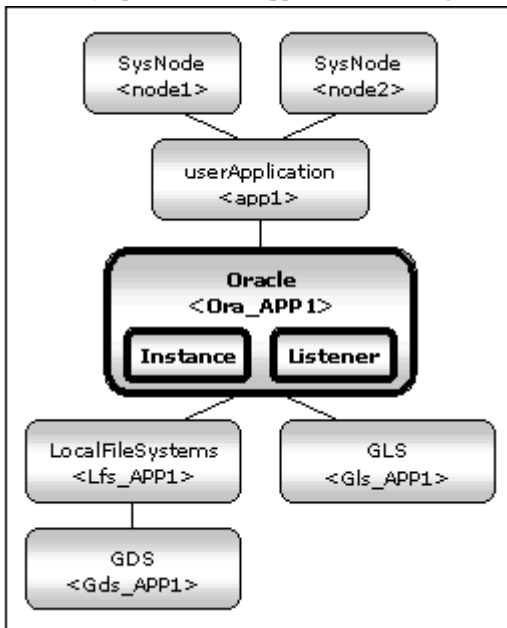 SysNode
<node1>
SysNode
<node2>
userApplication
<app1>
Oracle
<Ora_APP1>
Instance
Listener
LocalFileSystems
<Lfs_APP1>
GLS
<Gls_APP1>
GDS
<Gds_APP1>